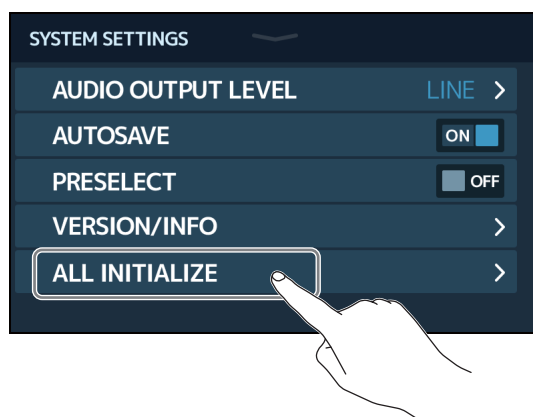 SYSTEM SETTINGS
AUDIO OUTPUT LEVEL LINE
AUTOSAVE ON
PRESELECT OFF
VERSION/INFO
ALL INITIALIZE